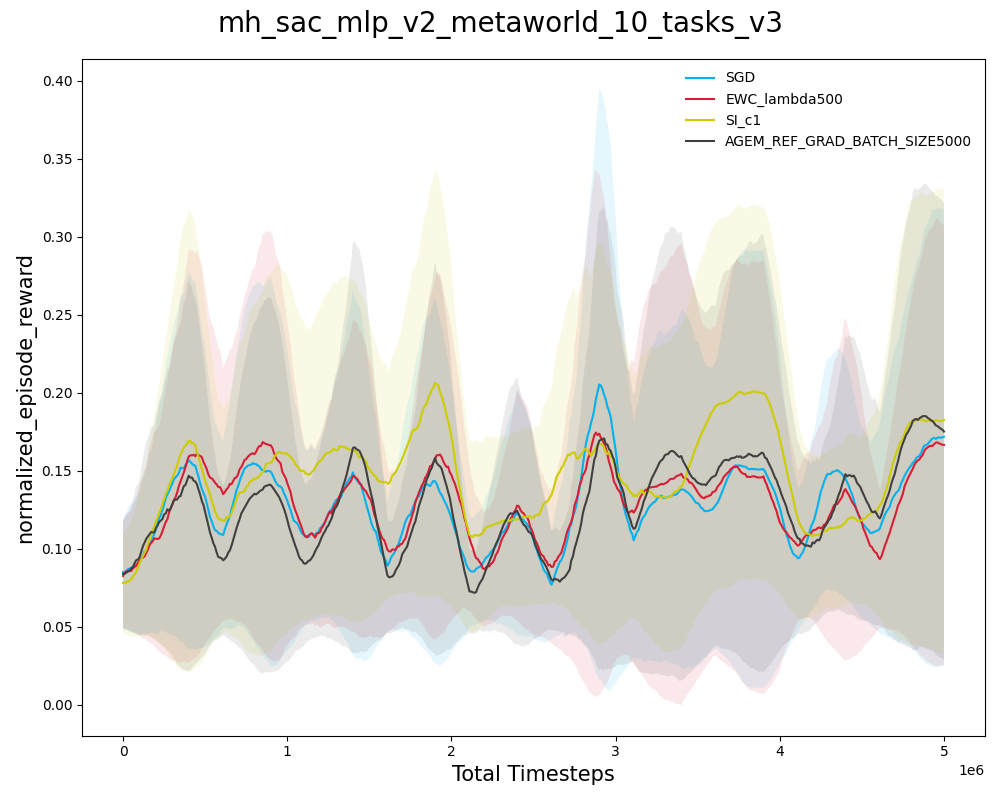 mh_sac_mlp_v2_metaworld_10_tasks_v3
normalized_episode_reward
0.40
0.35
0.30
0.25
0.20
0.15
0.10
0.05
0.00
SGD
EWC_lambda500
SI_c1
AGEM_REF_GRAD_BATCH_SIZE5000
0 1 2 3 4 5
1e6
Total Timesteps